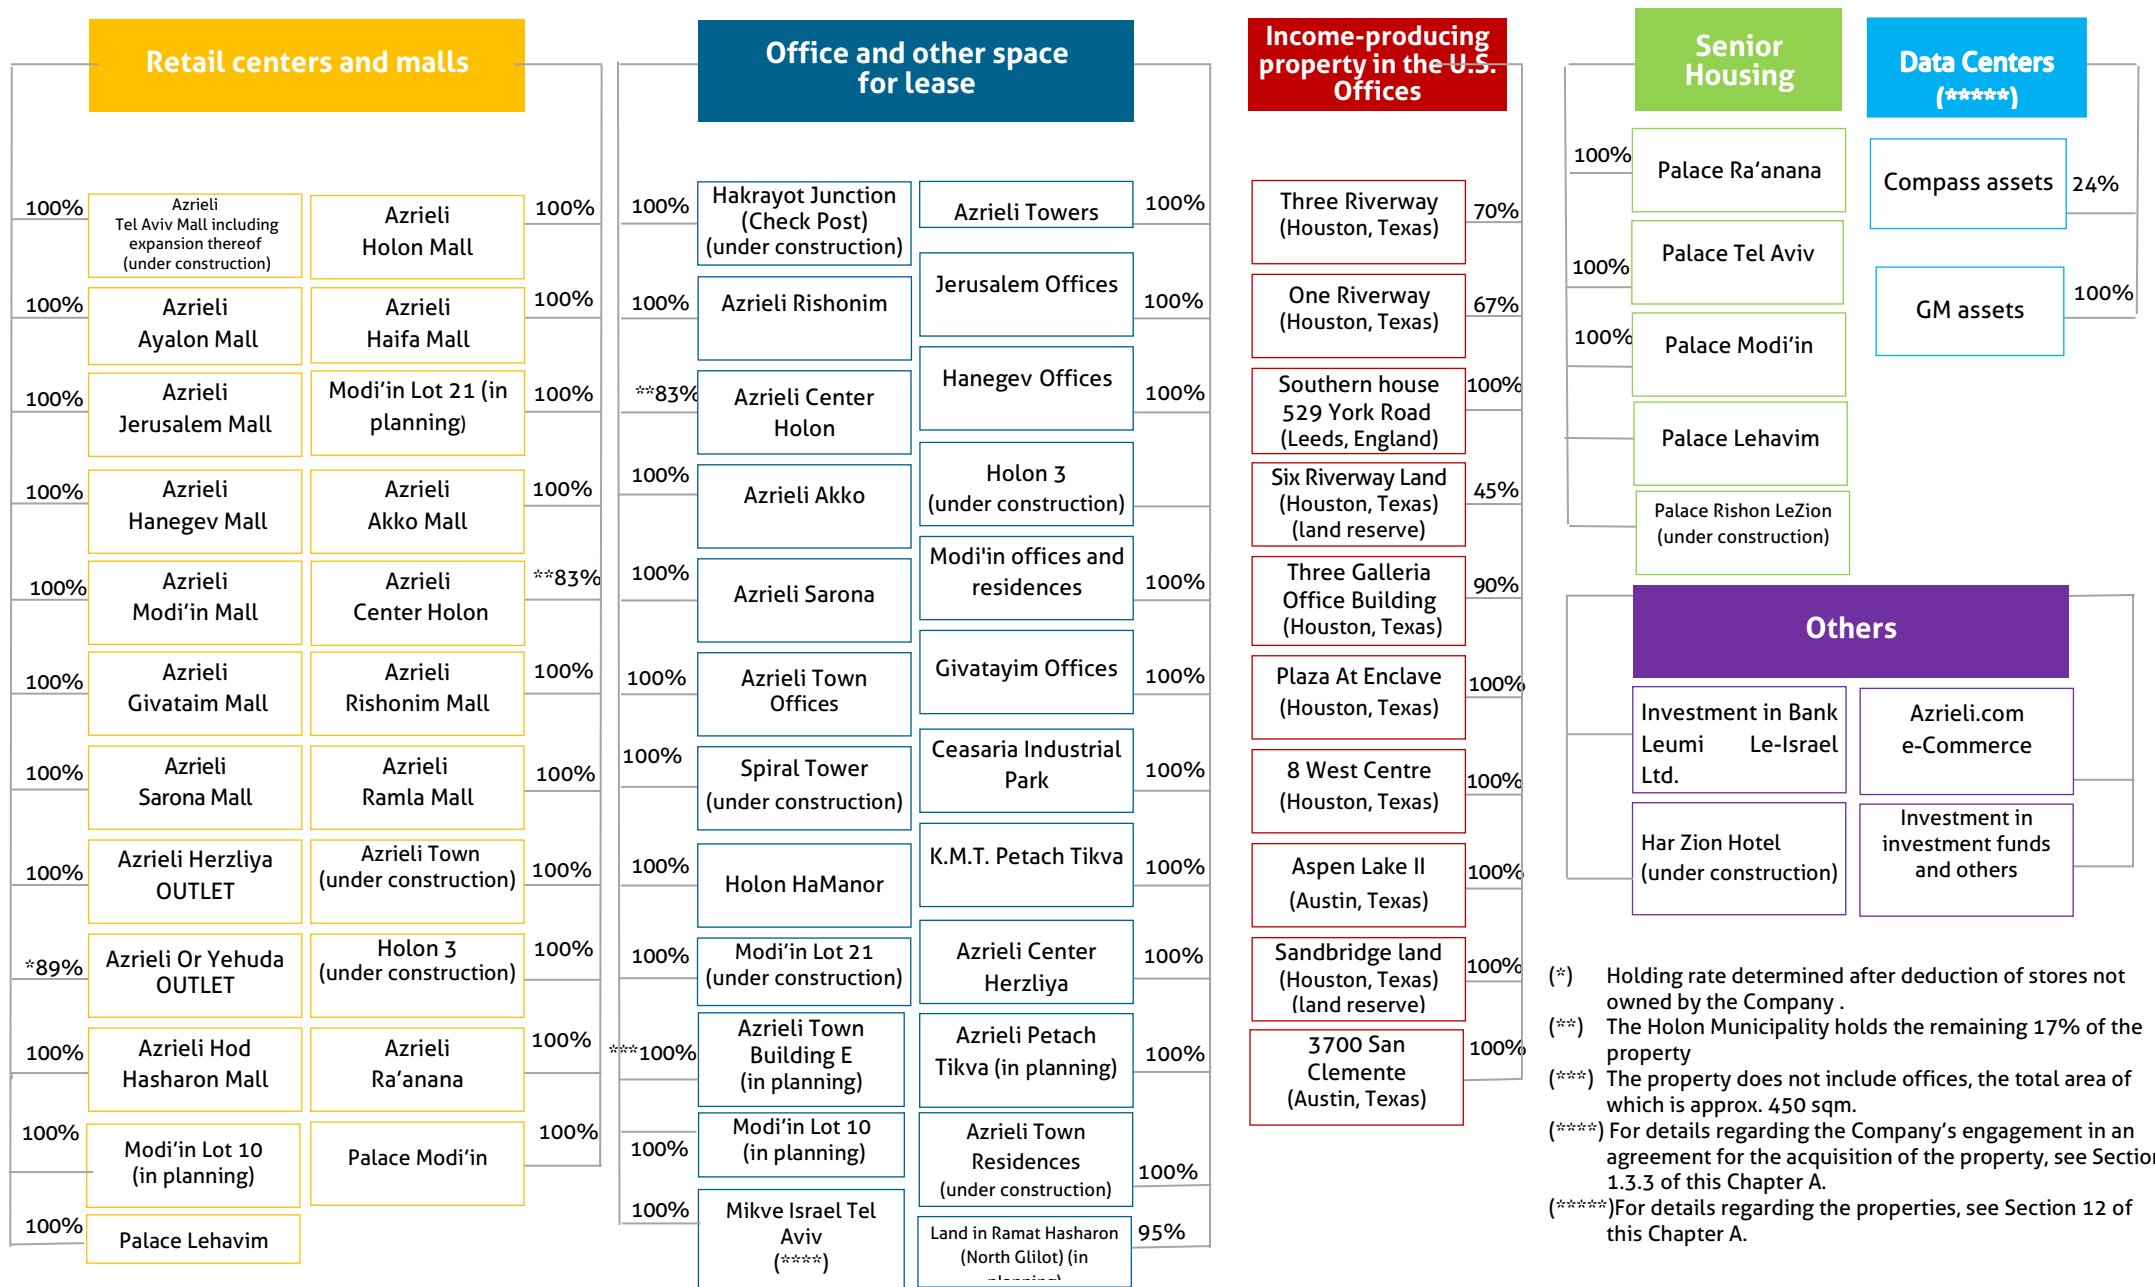 Retail centers and malls
100%
Azrieli
Tel Aviv Mall including
expansion thereof
(under construction)
Azrieli
Holon Mall
100%
100%
Azrieli
Ayalon Mall
Azrieli
Haifa Mall
100%
100%
Azrieli
Jerusalem Mall
Modi'in Lot 21 (in
planning)
100%
100%
Azrieli
Hanegev Mall
Azrieli
Akko Mall
100%
100%
Azrieli
Modi'in Mall
Azrieli
Center Holon
**83%
100%
Azrieli
Givataim Mall
Azrieli
Rishonim Mall
100%
100%
Azrieli
Sarona Mall
Azrieli
Ramla Mall
100%
100%
Azrieli Herzliya
OUTLET
Azrieli Town
(under construction)
100%
*89%
Azrieli Or Yehuda
OUTLET
Holon 3
(under construction)
100%
100%
Azrieli Hod
Hasharon Mall
Azrieli
Ra'anana
100%
100%
Modi'in Lot 10
(in planning)
Palace Modi'in
100%
100%
Palace Lehavim
Office and other space
for lease
100%
Hakrayot Junction
(Check Post)
(under construction)
Azrieli Towers
100%
100%
Azrieli Rishonim
Jerusalem Offices
100%
**83%
Azrieli Center
Holon
Hanegev Offices
100%
100%
Azrieli Akko
Holon 3
(under construction)
100%
Azrieli Sarona
Modi'in offices and
residences
100%
100%
Azrieli Town
Offices
Givatayim Offices
100%
100%
Spiral Tower
(under construction)
Ceasaria Industrial
Park
100%
100%
Holon HaManor
K.M.T. Petach Tikva
100%
100%
Modi'in Lot 21
(under construction)
Azrieli Center
Herzliya
100%
***100%
Azrieli Town
Building E
(in planning)
Azrieli Petach
Tikva (in planning)
100%
100%
Modi'in Lot 10
(in planning)
Azrieli Town
Residences
(under construction)
100%
100%
Mikve Israel Tel
Aviv
(****)
Land in Ramat Hasharon
(North Glilot) (in
95%
Income-producing
property in the U.S.
Offices
Three Riverway
(Houston, Texas)
70%
One Riverway
(Houston, Texas)
67%
Southern house
529 York Road
(Leeds, England)
100%
Six Riverway Land
(Houston, Texas)
(land reserve)
45%
Three Galleria
Office Building
(Houston, Texas)
90%
Plaza At Enclave
(Houston, Texas)
100%
8 West Centre
(Houston, Texas)
100%
Aspen Lake II
(Austin, Texas)
100%
Sandbridge land
(Houston, Texas)
(land reserve)
100%
3700 San
Clemente
(Austin, Texas)
100%
Senior
Housing
100%
Palace Ra'anana
100%
Palace Tel Aviv
100%
Palace Modi'in
Palace Lehavim
Palace Rishon LeZion
(under construction)
Data Centers
(*****)
Compass assets
24%
GM assets
100%
Others
Investment in Bank
Leumi Le-Israel
Ltd.
Azrieli.com
e-Commerce
Har Zion Hotel
(under construction)
Investment in
investment funds
and others
(*) Holding rate determined after deduction of stores not
owned by the Company .
(**) The Holon Municipality holds the remaining 17% of the
property
(***) The property does not include offices, the total area of
which is approx. 450 sqm.
(****) For details regarding the Company's engagement in an
agreement for the acquisition of the property, see Section
1.3.3 of this Chapter A.
(*****)For details regarding the properties, see Section 12 of
this Chapter A.